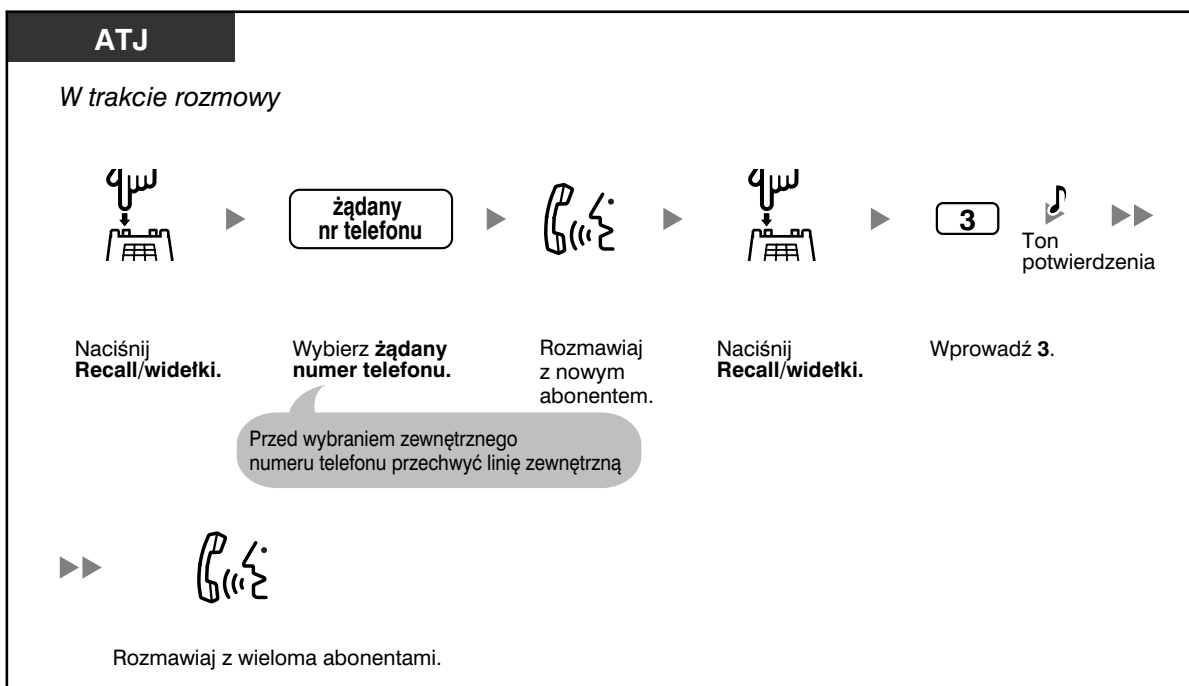 ATJ
W trakcie rozmowy
żądany
nr telefonu
3
Ton
potwierdzenia
Naciśnij
Recall/widełki.
Wybierz żądany
numer telefonu.
Rozmawiaj
z nowym
abonentem.
Naciśnij
Recall/widełki.
Wprowadź 3.
Przed wybraniem zewnętrznego
numeru telefonu przechwyć linię zewnętrzną
Rozmawiaj z wieloma abonentami.